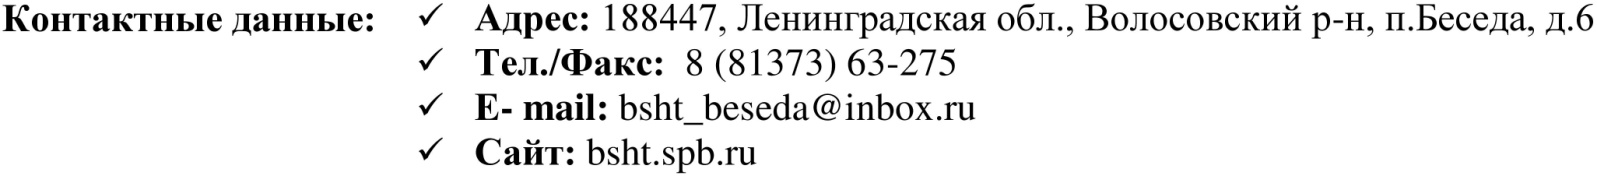 Контактные данные: ✓ Адрес: 188447, Ленинградская обл., Волосовский р-н, п.Беседа, д.6
✓ Тел./Факс: 8 (81373) 63-275
✓ E- mail: bsht_beseda@inbox.ru
✓ Сайт: bsht.spb.ru